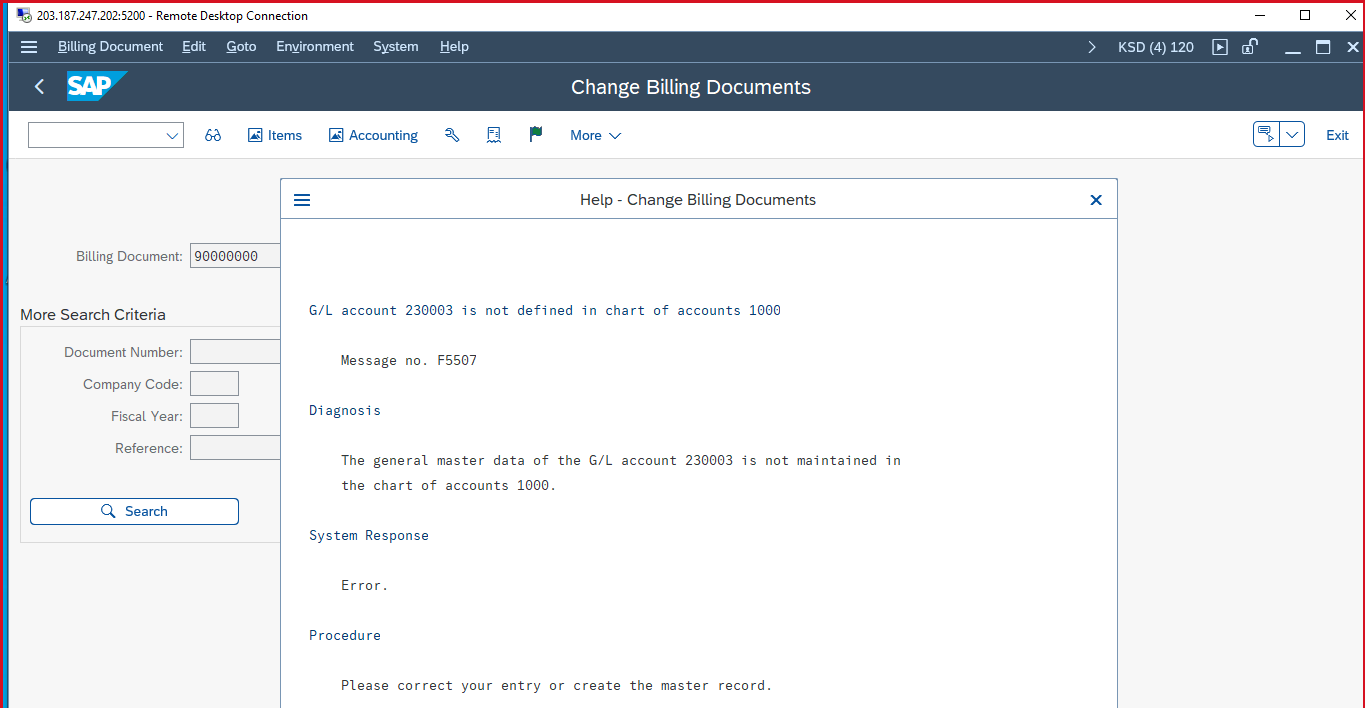 203.187.247.202:5200 - Remote Desktop Connection
Billing Document Edit Goto Environment System Help KSD (4) 120
SAP Change Billing Documents
Items Accounting More Exit
Help - Change Billing Documents
Billing Document: 90000000
G/L account 230003 is not defined in chart of accounts 1000
More Search Criteria
Document Number:
Message no. F5507
Company Code:
Diagnosis
Fiscal Year:
Reference:
The general master data of the G/L account 230003 is not maintained in
the chart of accounts 1000.
Search
System Response
Error.
Procedure
Please correct your entry or create the master record.